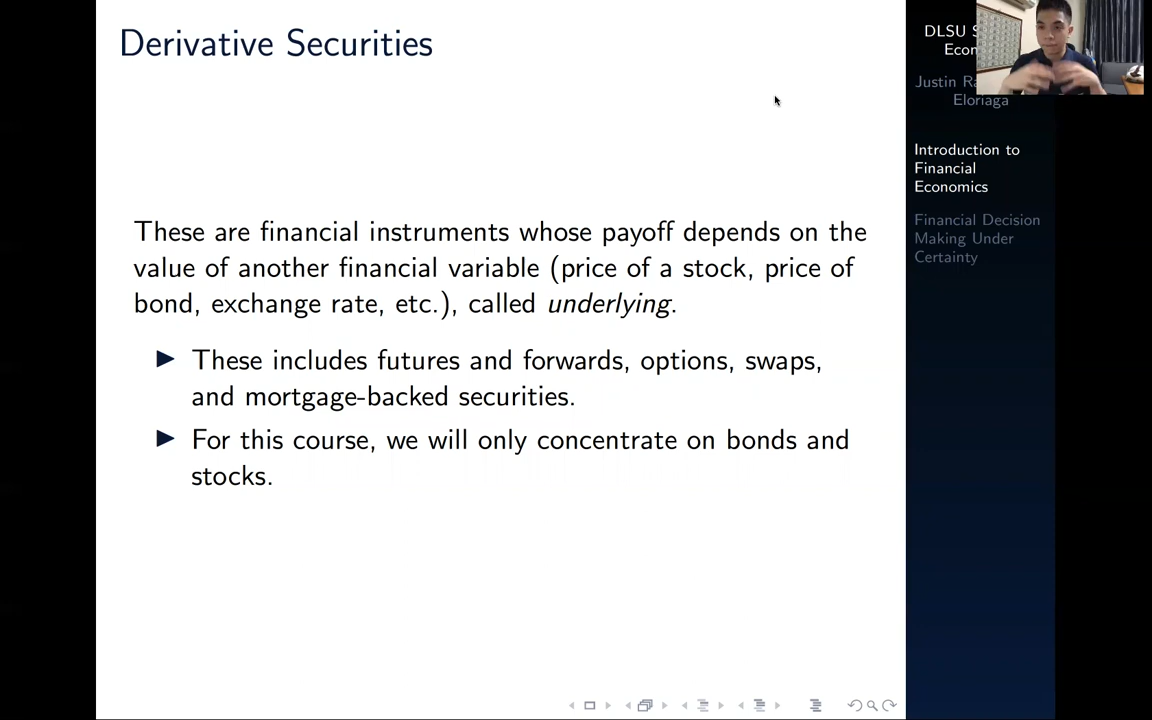 Derivative Securities
These are financial instruments whose payoff depends on the
value of another financial variable (price of a stock, price of
bond, exchange rate, etc.), called underlying.
These includes futures and forwards, options, swaps,
and mortgage-backed securities.
For this course, we will only concentrate on bonds and
stocks.
DLSU
Justin
Eloriaga
Introduction to
Financial
Economics
Financial Decision
Making Under
Certainty